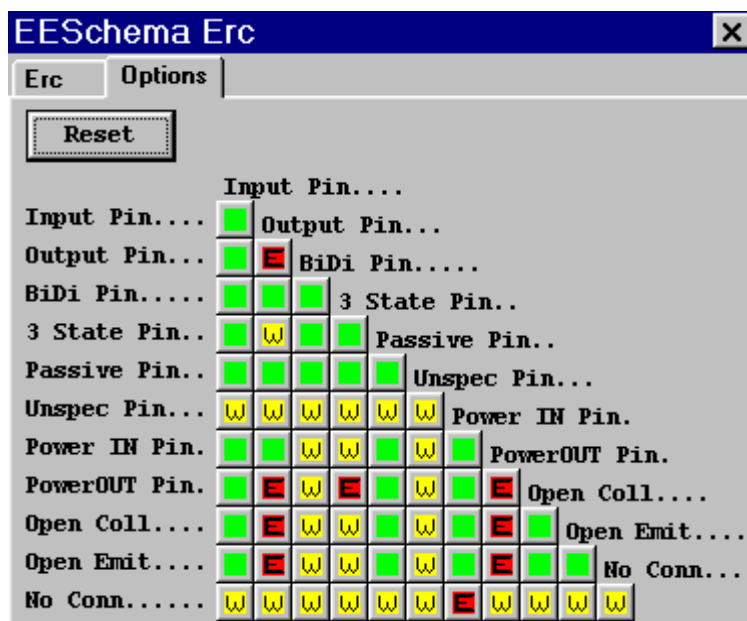 EESchema Erc
Erc Options
Reset
Input Pin....
Input Pin.... Output Pin...
Output Pin... E BiDi Pin.....
BiDi Pin..... 3 State Pin..
3 State Pin.. W Passive Pin..
Passive Pin.. Unspec Pin...
Unspec Pin... W W W W W W Power IN Pin.
Power IN Pin. W W W PowerOUT Pin.
PowerOUT Pin. E W E W E Open Coll....
Open Coll.... E W W W E Open Emit....
Open Emit.... E W W W E No Conn...
No Conn...... W W W W W W E W W W W